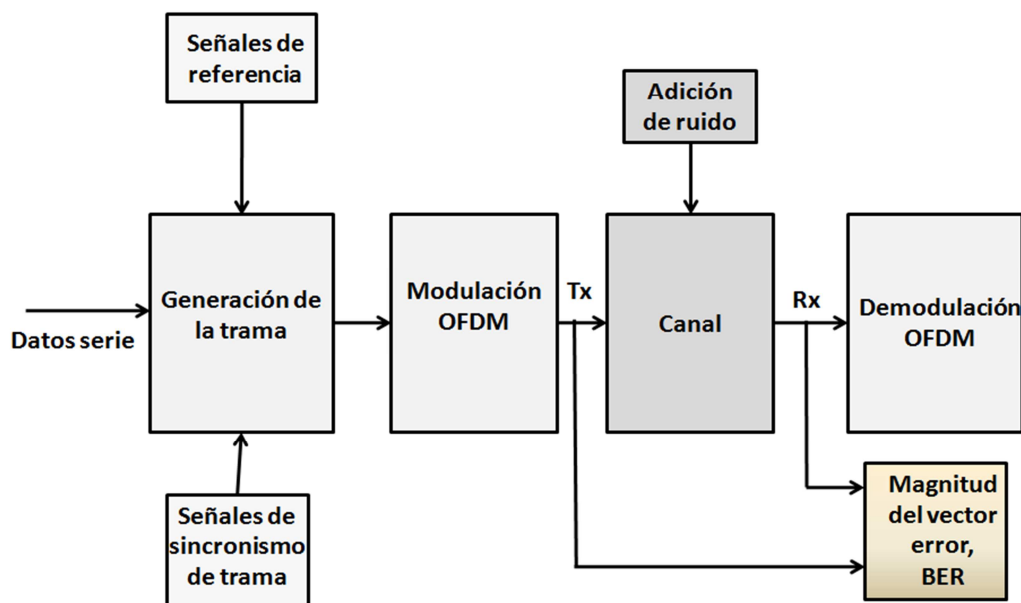 Señales de
referencia
Adición
de ruido
Datos serie
Generación de
la trama
Modulación
OFDM
Tx
Canal
Rx
Demodulación
OFDM
Señales de
sincronismo
de trama
Magnitud
del vector
error,
BER